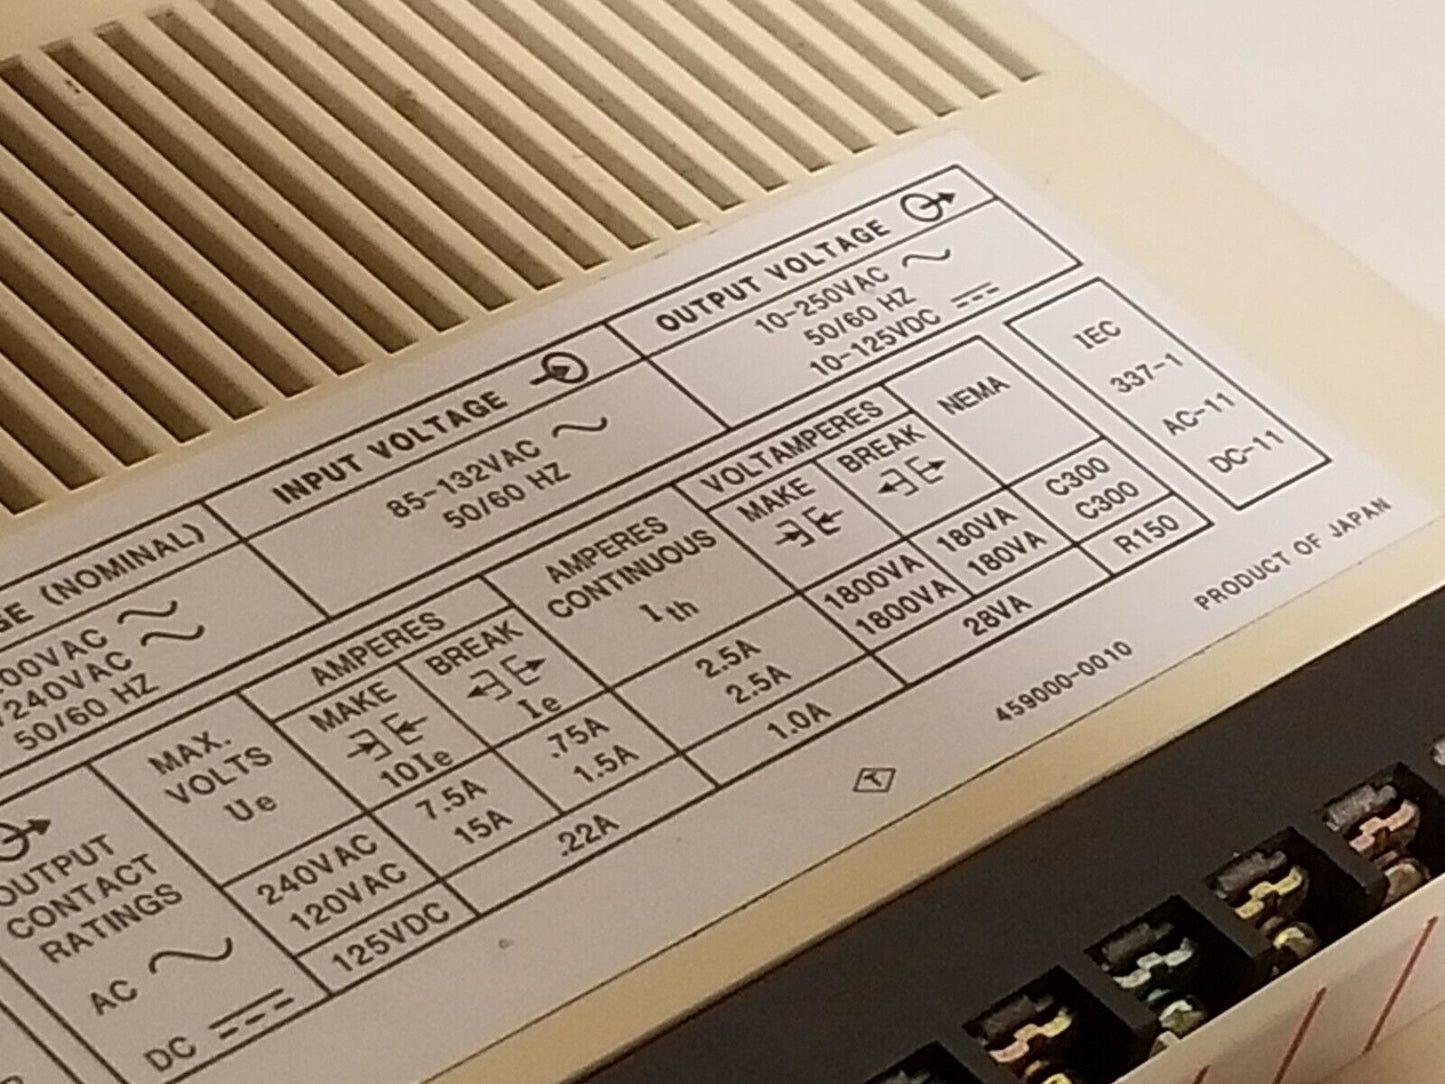 (NOMINAL)
INPUT VOLTAGE
OUTPUT VOLTAGE
/240VAC
50/60 HZ
85-132VAC
50/60 HZ
10-250VAC
50/60 HZ
10-125VDC
OUTPUT
CONTACT
RATINGS
AC
DC
MAX.
VOLTS
Ue
AMPERES
MAKE
10Ie
BREAK
Ie
AMPERES
CONTINUOUS
Ith
VOLTAMPERES
MAKE
BREAK
NEMA
240VAC 7.5A .75A 2.5A 1800VA 180VA C300
120VAC 15A 1.5A 2.5A 1800VA 180VA C300
125VDC .22A 1.0A 28VA R150
IEC
337-1
AC-11
DC-11
T
459000-0010
PRODUCT OF JAPAN